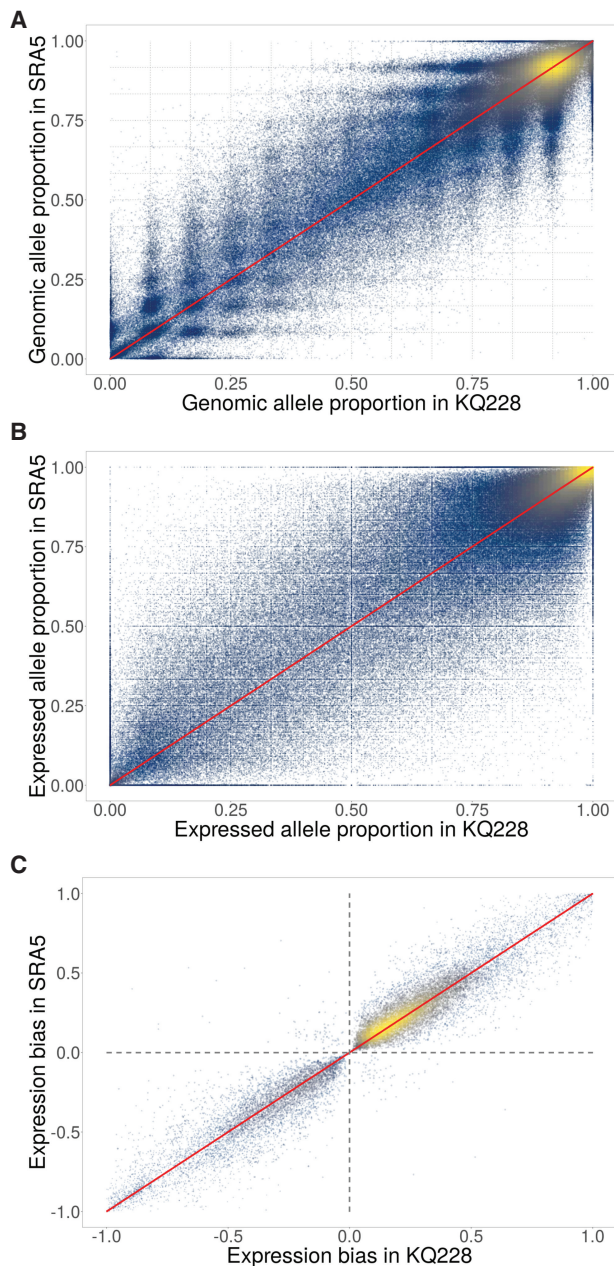 A
Genomic allele proportion in SRA5
1.00
0.75
0.50
0.25
0.00
0.00 0.25 0.50 0.75 1.00
Genomic allele proportion in KQ228
B
Expressed allele proportion in SRA5
1.00
0.75
0.50
0.25
0.00
0.00 0.25 0.50 0.75 1.00
Expressed allele proportion in KQ228
C
Expression bias in SRA5
1.0
0.5
0.0
-0.5
-1.0
-1.0 -0.5 0.0 0.5 1.0
Expression bias in KQ228